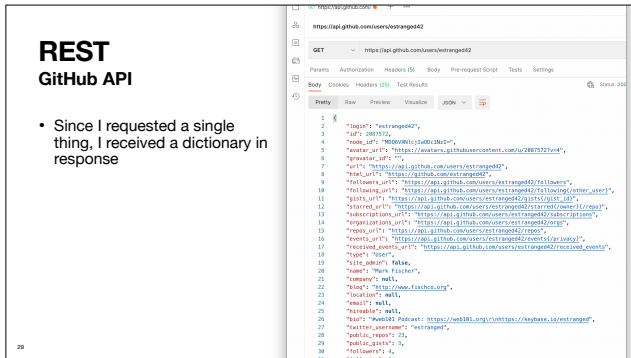 REST
GitHub API
• Since I requested a single
thing, I received a dictionary in
response
29
GET https://api.github.com/
https://api.github.com/users/estranged42
GET https://api.github.com/users/estranged42
Params Authorization Headers (5) Body Pre-request Script Tests Settings
Body Cookies Headers (25) Test Results Status: 200
Pretty Raw Preview Visualize JSON
1 {
2 "login": "estranged42",
3 "id": 2087572,
4 
5 "avatar_url": "https://avatars.githubusercontent.com/u/2087572?v=4",
6 "gravatar_id": "",
7 "url": "https://api.github.com/users/estranged42",
8 "html_url": "https://github.com/estranged42",
9 "followers_url": "https://api.github.com/users/estranged42/followers",
10 "following_url": "https://api.github.com/users/estranged42/following{/other_user}",
11 "gists_url": "https://api.github.com/users/estranged42/gists{/gist_id}",
12 "starred_url": "https://api.github.com/users/estranged42/starred{/owner}{/repo}",
13 "subscriptions_url": "https://api.github.com/users/estranged42/subscriptions",
14 "organizations_url": "https://api.github.com/users/estranged42/orgs",
15 "repos_url": "https://api.github.com/users/estranged42/repos",
16 "events_url": "https://api.github.com/users/estranged42/events{/privacy}",
17 "received_events_url": "https://api.github.com/users/estranged42/received_events",
18 "type": "User",
19 "site_admin": false,
20 "name": "Mark Fischer",
21 "company": null,
22 "blog": "http://www.fischco.org",
23 "location": null,
24 "email": null,
25 "hireable": null,
26 "bio": "#web101 Podcast: https://web101.org\r\nhttps://keybase.io/estranged",
27 "twitter_username": "estranged",
28 "public_repos": 23,
29 "public_gists": 3,
30 "followers": 4,